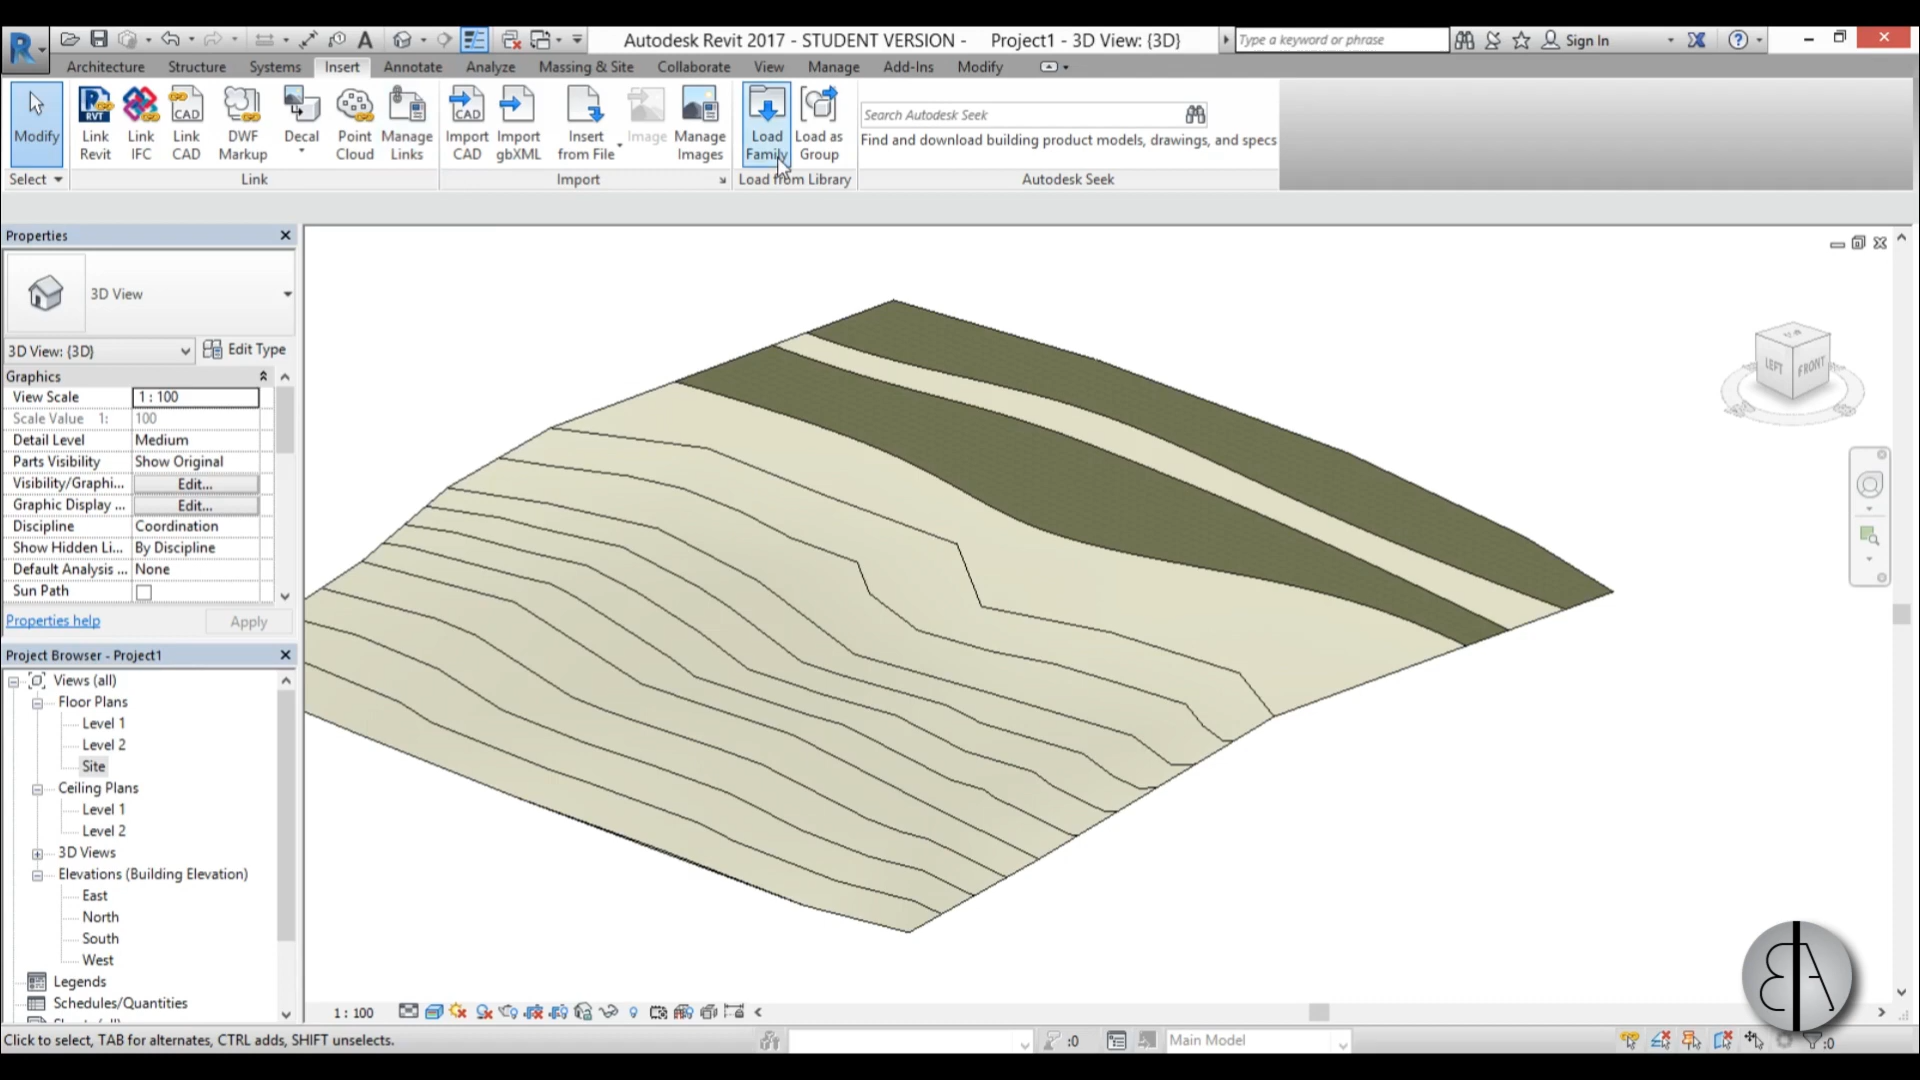 Autodesk Revit 2017 - STUDENT VERSION - Project1 - 3D View: {3D}
Type a keyword or phrase
Sign In
Architecture Structure Systems Insert Annotate Analyze Massing & Site Collaborate View Manage Add-Ins Modify
Modify
Link Revit
Link IFC
Link CAD
DWF Markup
Decal
Point Cloud
Manage Links
Import CAD
Import gbXML
Insert from File
Image
Manage Images
Load Family
Load as Group
Search Autodesk Seek
Find and download building product models, drawings, and specs
Select Link Import Load from Library Autodesk Seek
Properties
3D View
3D View: {3D} Edit Type
Graphics
View Scale 1 : 100
Scale Value 1: 100
Detail Level Medium
Parts Visibility Show Original
Visibility/Graphi... Edit...
Graphic Display ... Edit...
Discipline Coordination
Show Hidden Li... By Discipline
Default Analysis ... None
Sun Path
Properties help Apply
Project Browser - Project1
Views (all)
Floor Plans
Level 1
Level 2
Site
Ceiling Plans
Level 1
Level 2
3D Views
Elevations (Building Elevation)
East
North
South
West
Legends
Schedules/Quantities
LEFT FRONT
1 : 100
Click to select, TAB for alternates, CTRL adds, SHIFT unselects.
:0
Main Model
:0